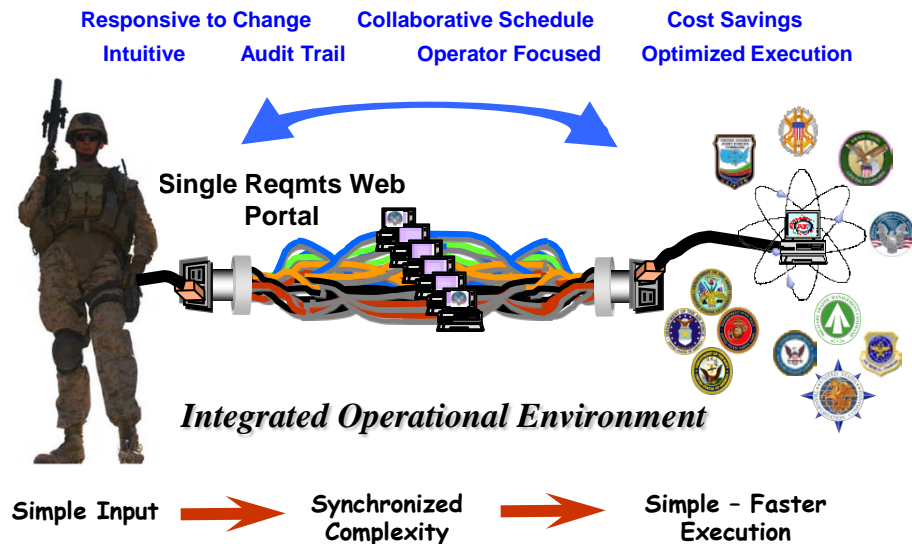 Responsive to Change Collaborative Schedule Cost Savings
Intuitive Audit Trail Operator Focused Optimized Execution
Single Reqmts Web
Portal
Integrated Operational Environment
Simple Input Synchronized Complexity Simple – Faster Execution